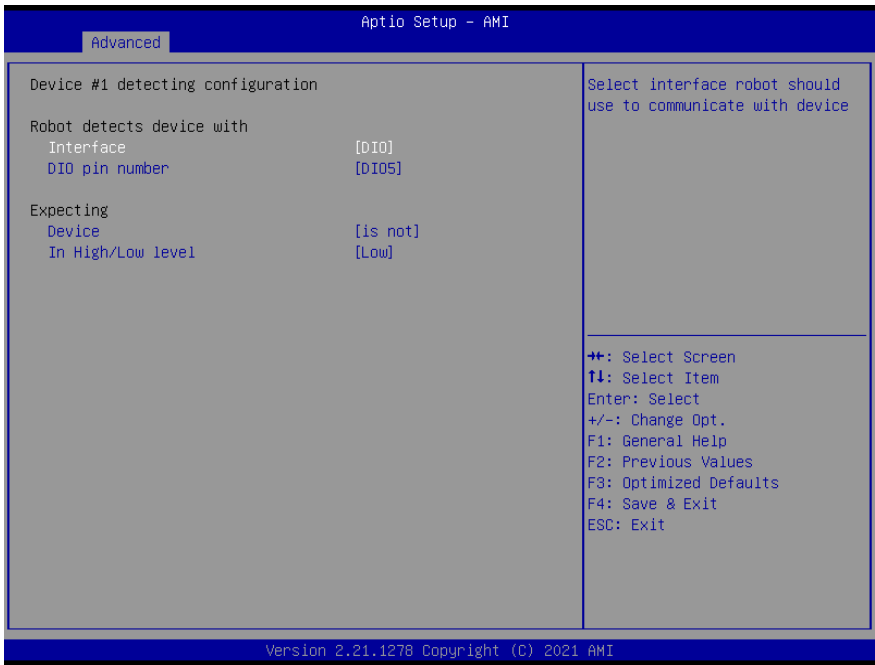 Aptio Setup – AMI
Advanced
Device #1 detecting configuration
Robot detects device with
Interface [DIO]
DIO pin number [DIO5]
Expecting
Device [is not]
In High/Low level [Low]
Select interface robot should
use to communicate with device
→←: Select Screen
↑↓: Select Item
Enter: Select
+/-: Change Opt.
F1: General Help
F2: Previous Values
F3: Optimized Defaults
F4: Save & Exit
ESC: Exit
Version 2.21.1278 Copyright (C) 2021 AMI